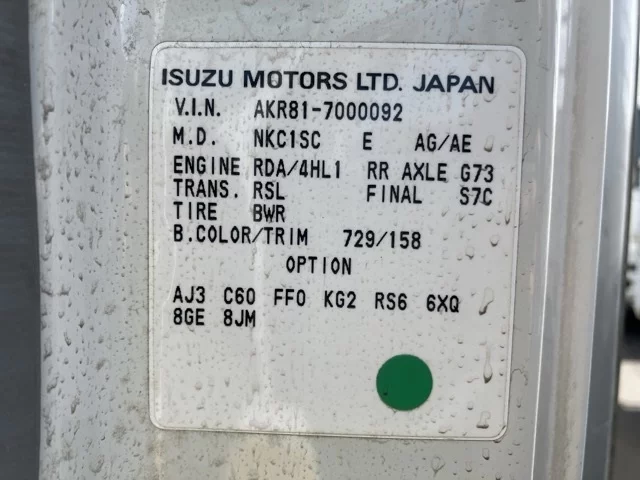 ISUZU MOTORS LTD. JAPAN
V.I.N. AKR81-7000092
M.D. NKC1SC E AG/AE
ENGINE RDA/4HL1 RR AXLE G73
TRANS. RSL FINAL S7C
TIRE BWR
B.COLOR/TRIM 729/158
OPTION
AJ3 C60 FF0 KG2 RS6 6XQ
8GE 8JM